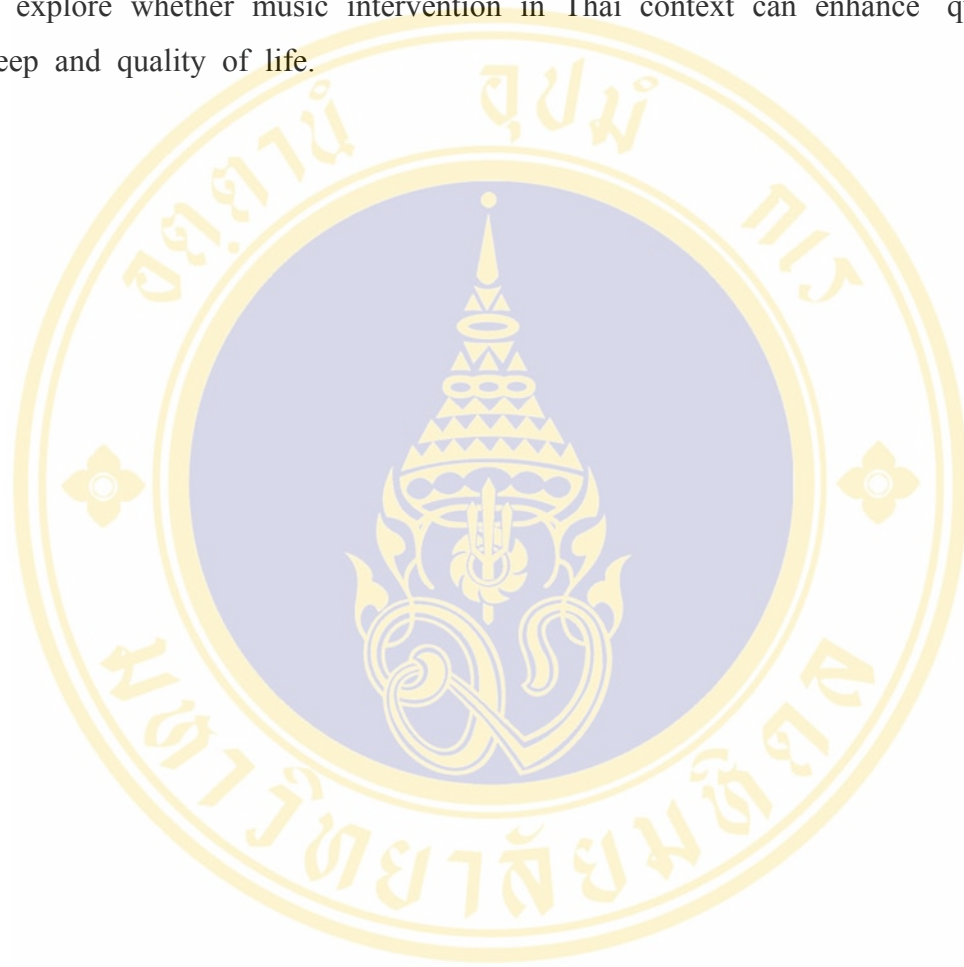 explore whether music intervention in Thai context can enhance q
eep and quality of life.
อตฺตานํ อุปมํ กเร
มหาวิทยาลัยมหิดล